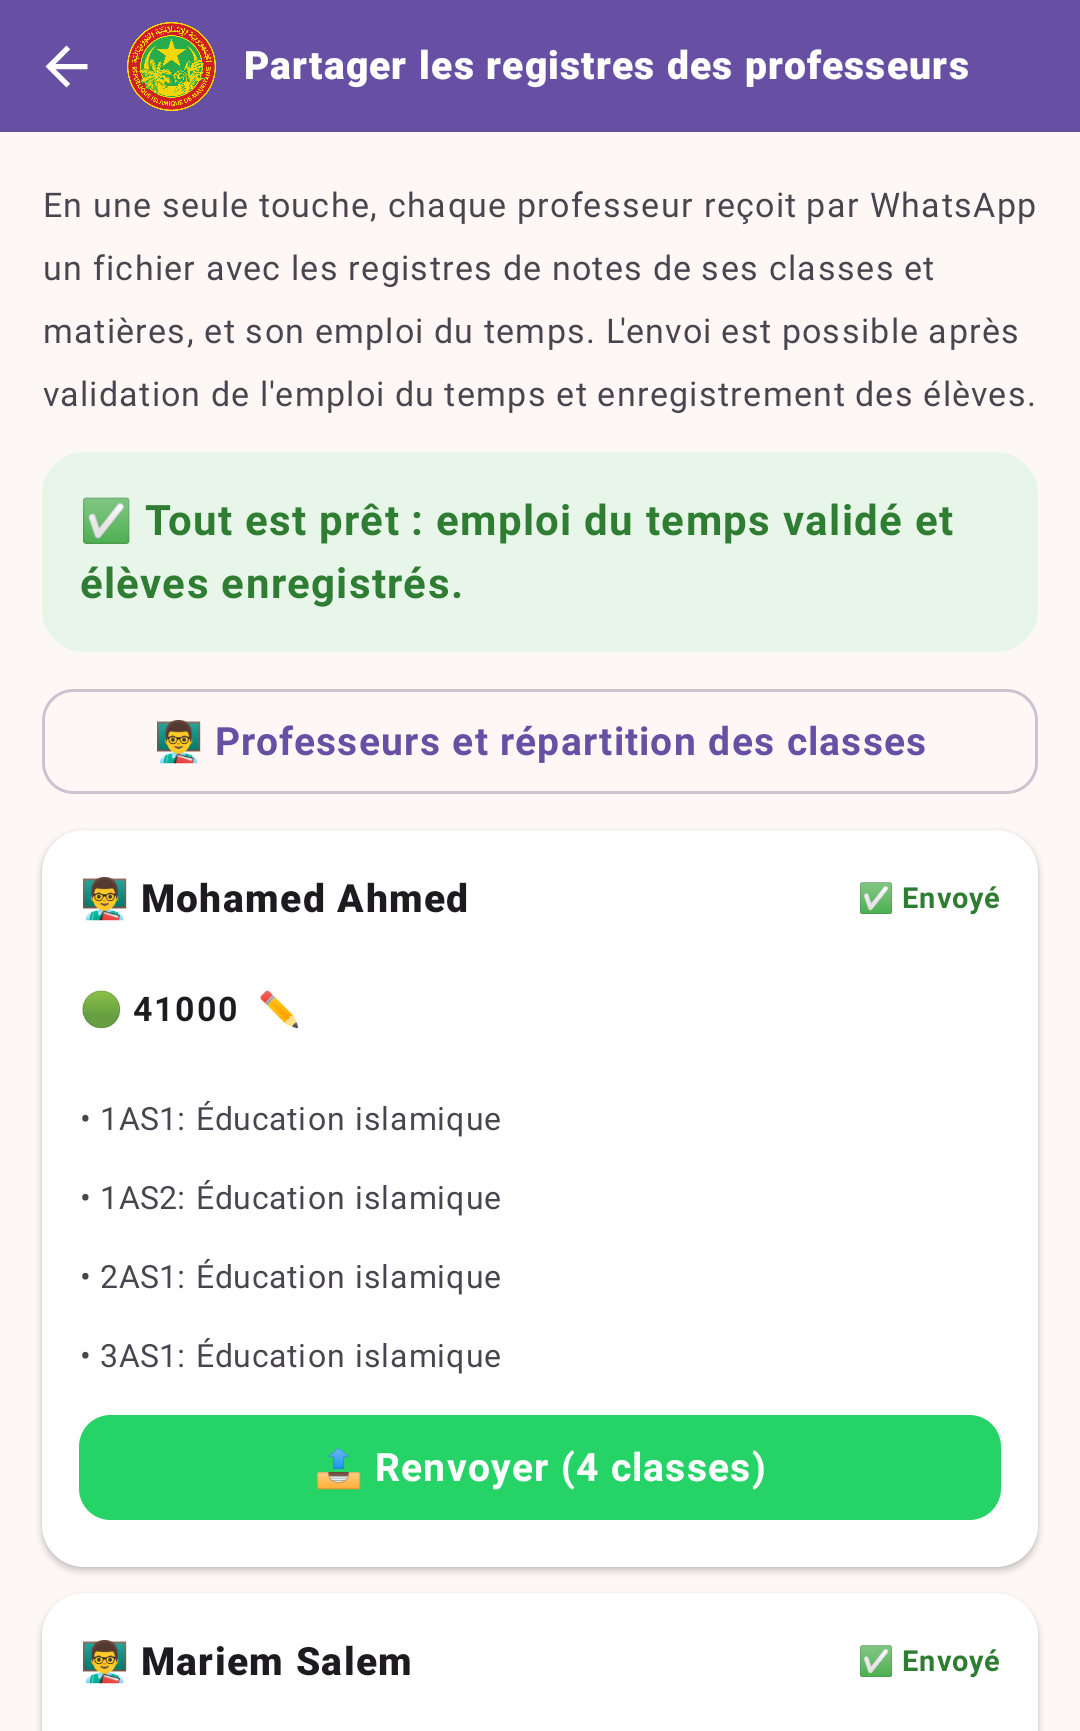 Partager les registres des professeurs
En une seule touche, chaque professeur reçoit par WhatsApp
un fichier avec les registres de notes de ses classes et
matières, et son emploi du temps. L'envoi est possible après
validation de l'emploi du temps et enregistrement des élèves.
✅ Tout est prêt : emploi du temps validé et
élèves enregistrés.
👨‍🏫 Professeurs et répartition des classes
👨‍🏫 Mohamed Ahmed
✅ Envoyé
🟢 41000 ✏️
• 1AS1: Éducation islamique
• 1AS2: Éducation islamique
• 2AS1: Éducation islamique
• 3AS1: Éducation islamique
📤 Renvoyer (4 classes)
👨‍🏫 Mariem Salem
✅ Envoyé